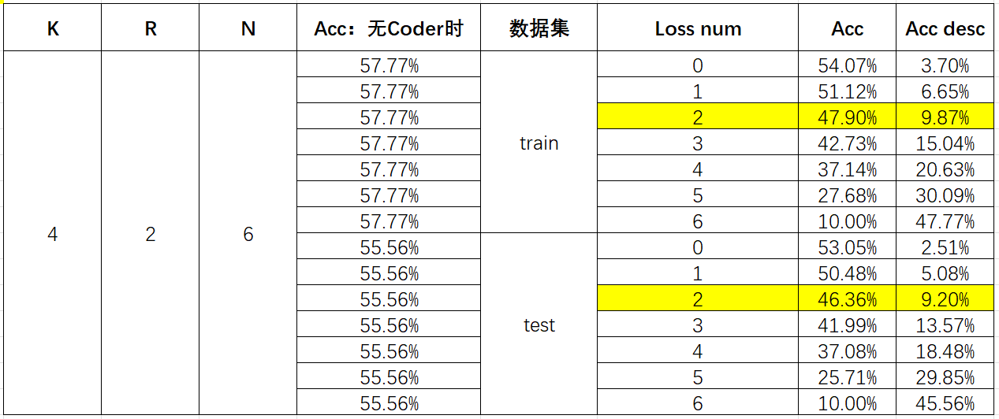 K R N Acc：无Coder时 数据集 Loss num Acc Acc desc
57.77% 0 54.07% 3.70%
57.77% 1 51.12% 6.65%
57.77% 2 47.90% 9.87%
57.77% train 3 42.73% 15.04%
57.77% 4 37.14% 20.63%
57.77% 5 27.68% 30.09%
57.77% 6 10.00% 47.77%
4 2 6
55.56% 0 53.05% 2.51%
55.56% 1 50.48% 5.08%
55.56% 2 46.36% 9.20%
55.56% test 3 41.99% 13.57%
55.56% 4 37.08% 18.48%
55.56% 5 25.71% 29.85%
55.56% 6 10.00% 45.56%